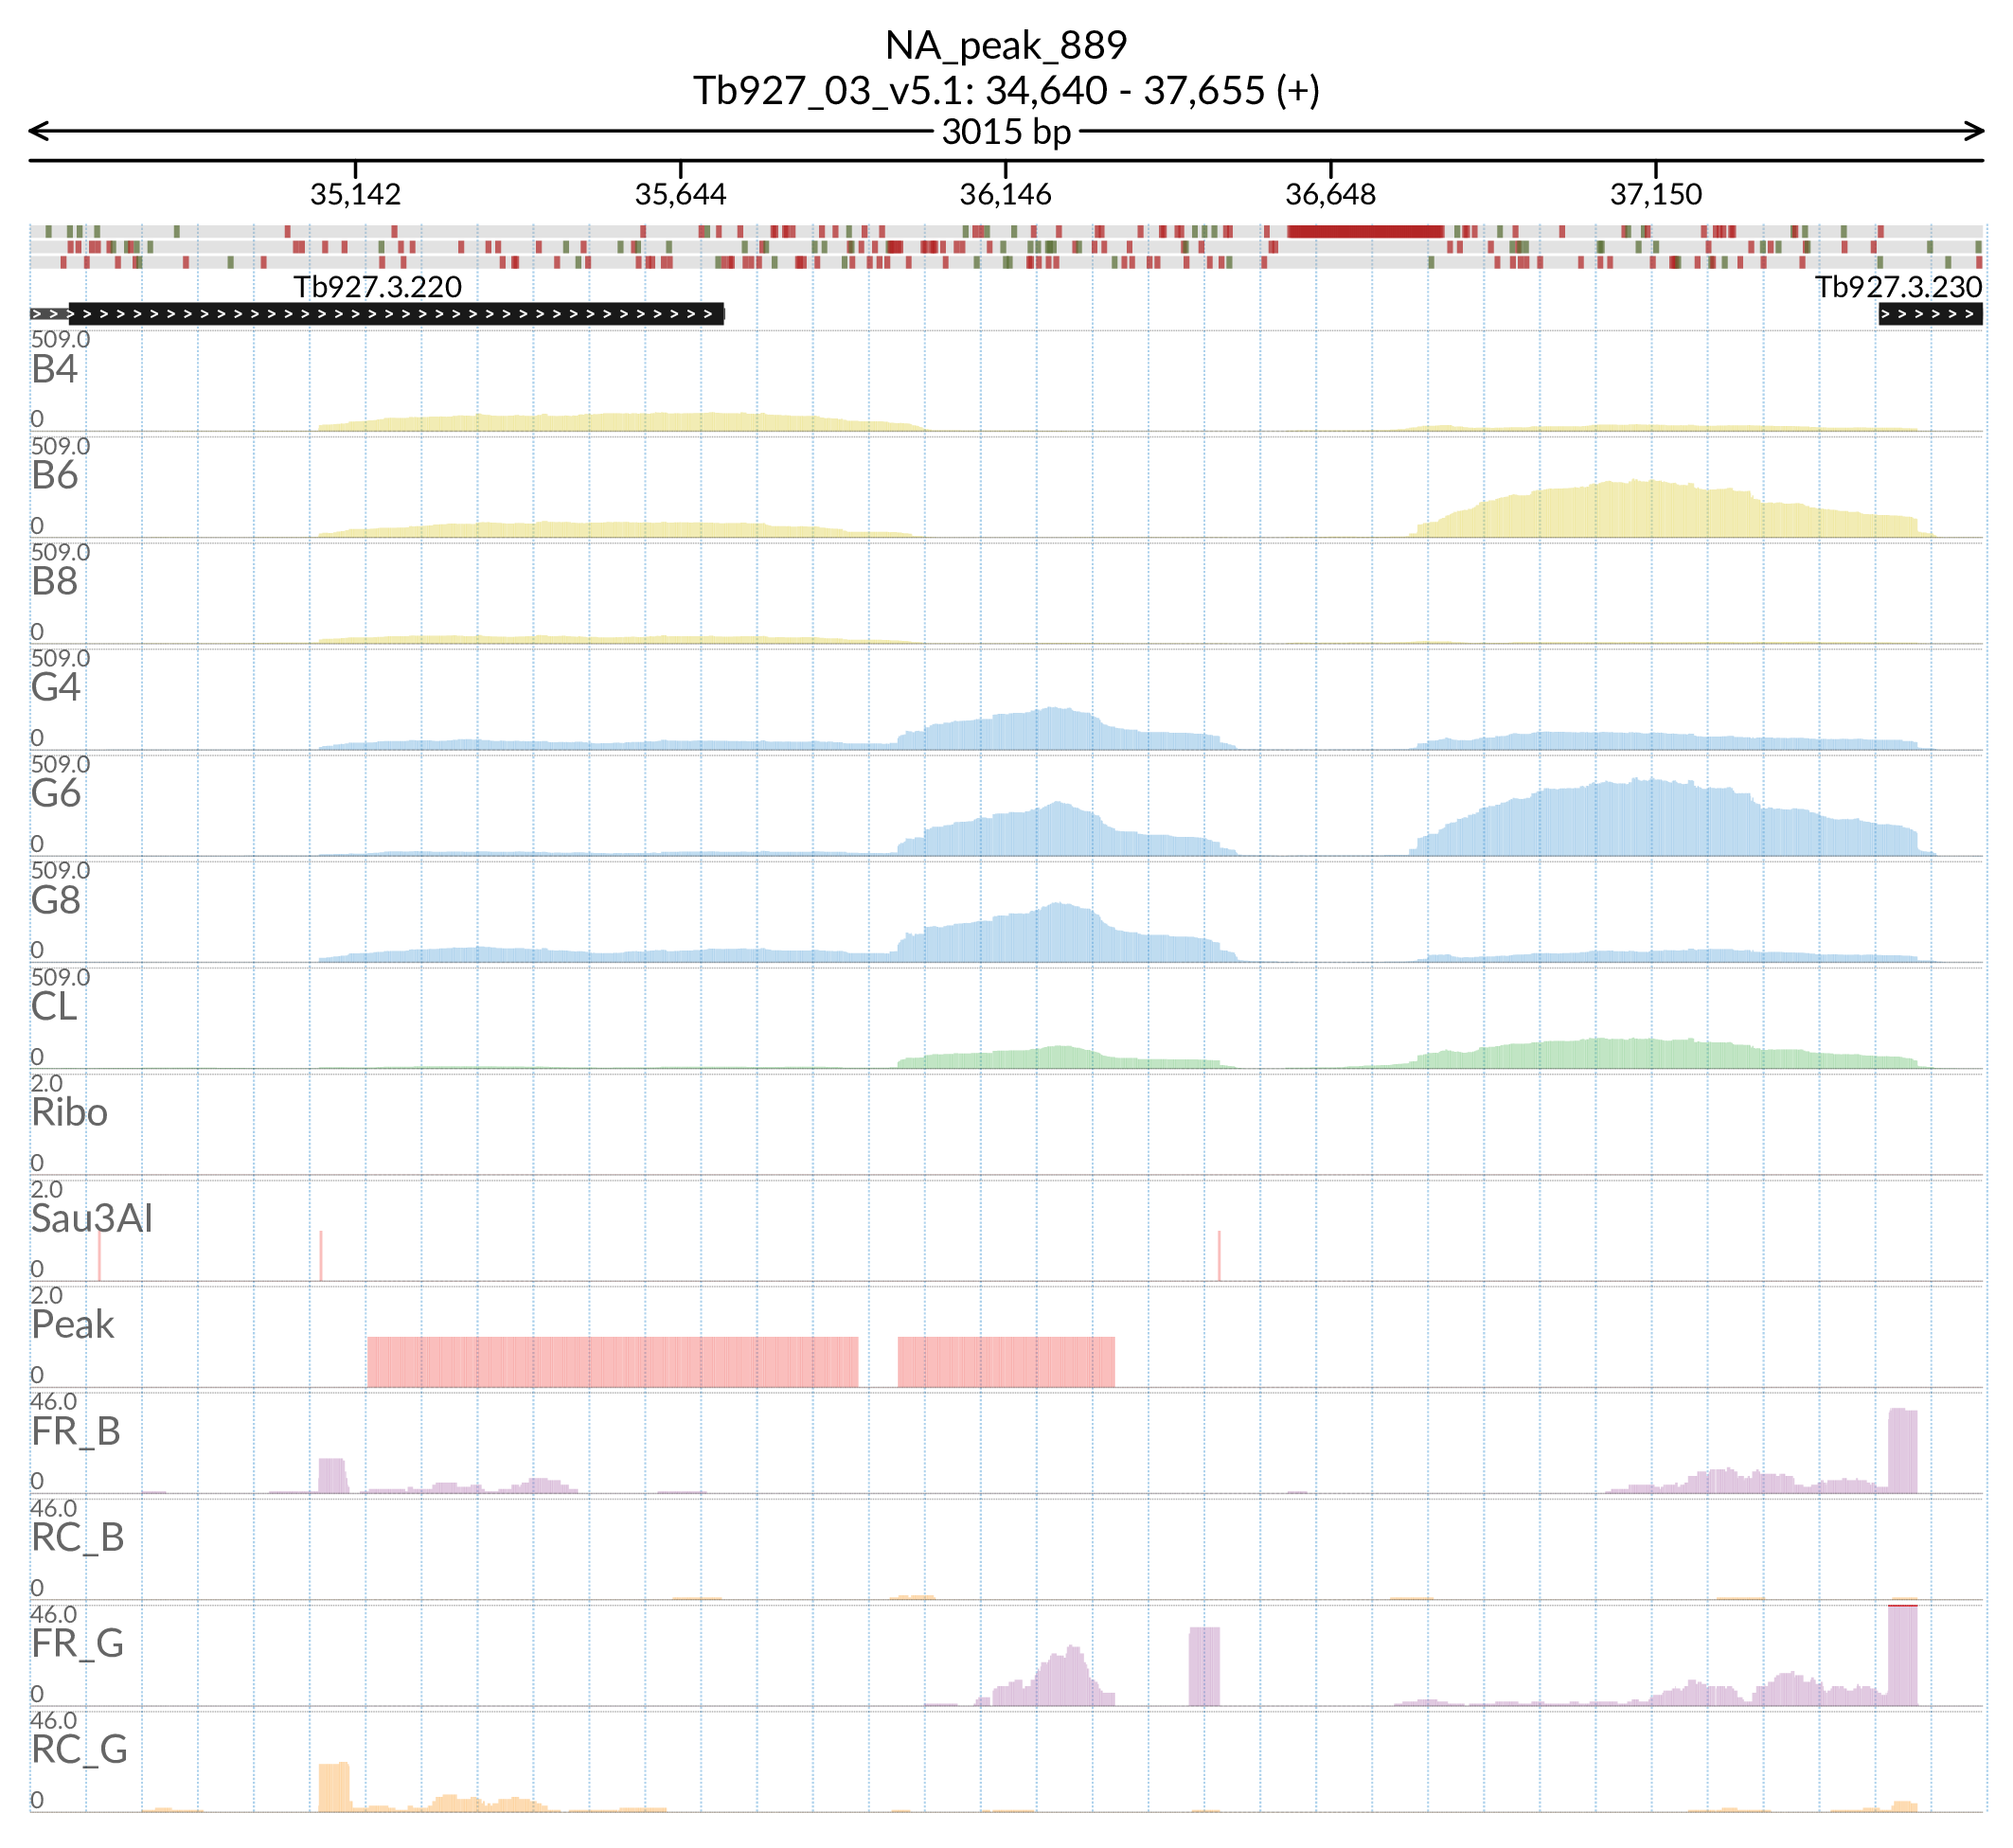 NA_peak_889
Tb927_03_v5.1: 34,640 - 37,655 (+)
3015 bp
35,142 35,644 36,146 36,648 37,150
Tb927.3.220 Tb927.3.230
509.0
B4
0
509.0
B6
0
509.0
B8
0
509.0
G4
0
509.0
G6
0
509.0
G8
0
509.0
CL
0
2.0
Ribo
0
2.0
Sau3AI
0
2.0
Peak
0
46.0
FR_B
0
46.0
RC_B
0
46.0
FR_G
0
46.0
RC_G
0